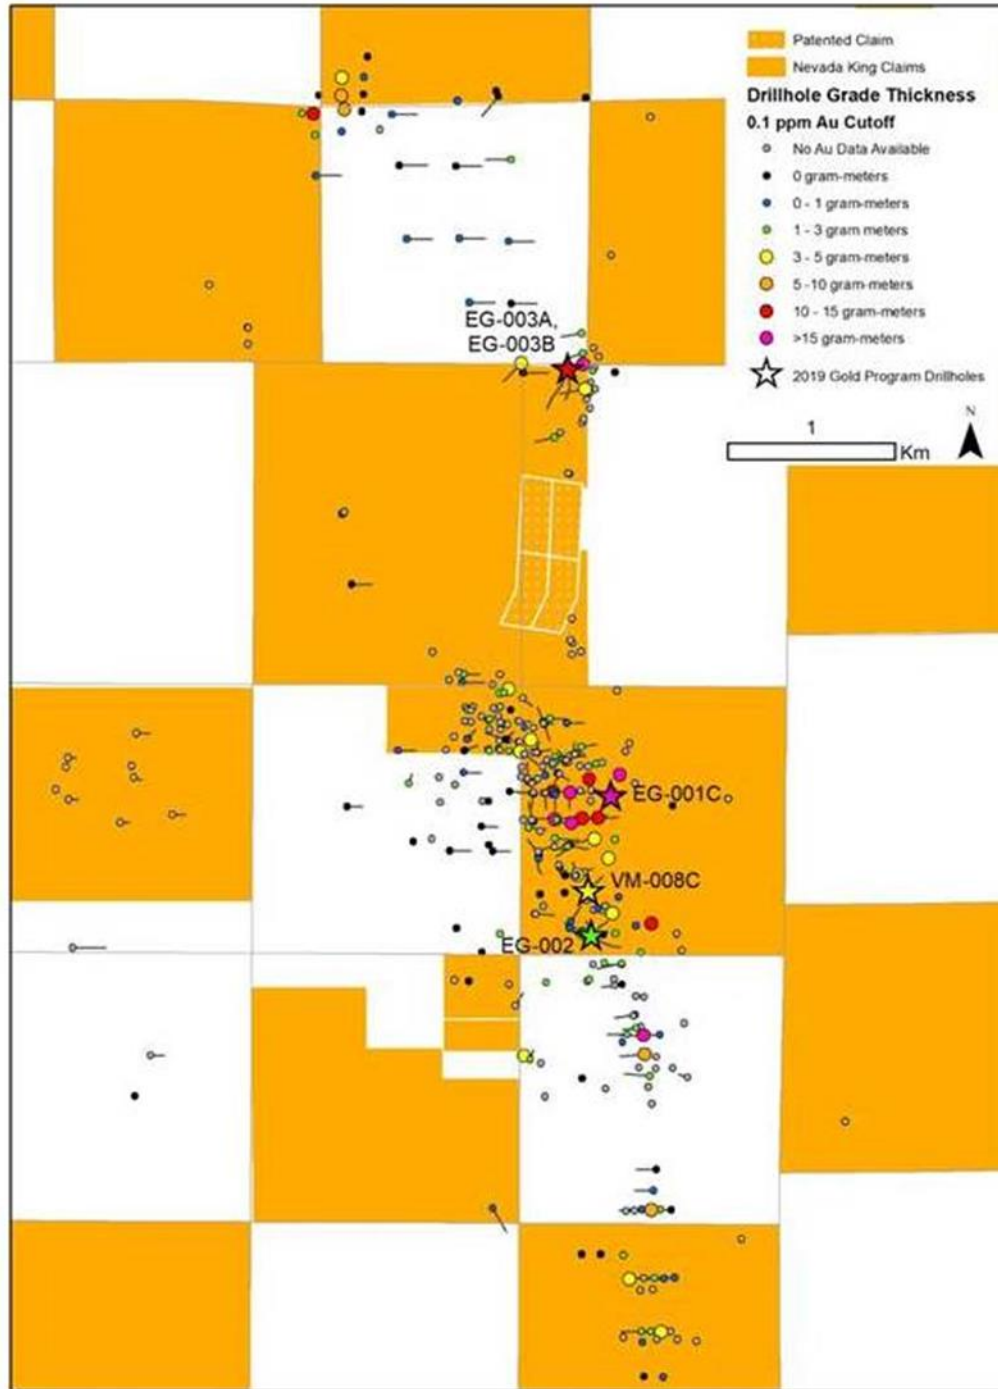 Patented Claim
Nevada King Claims
Drillhole Grade Thickness
0.1 ppm Au Cutoff
No Au Data Available
0 gram-meters
0 - 1 gram-meters
1 - 3 gram meters
3 - 5 gram-meters
5 -10 gram-meters
10 - 15 gram-meters
>15 gram-meters
2019 Gold Program Drillholes
1
Km
N
EG-003A,
EG-003B
EG-001C
VM-008C
EG-002